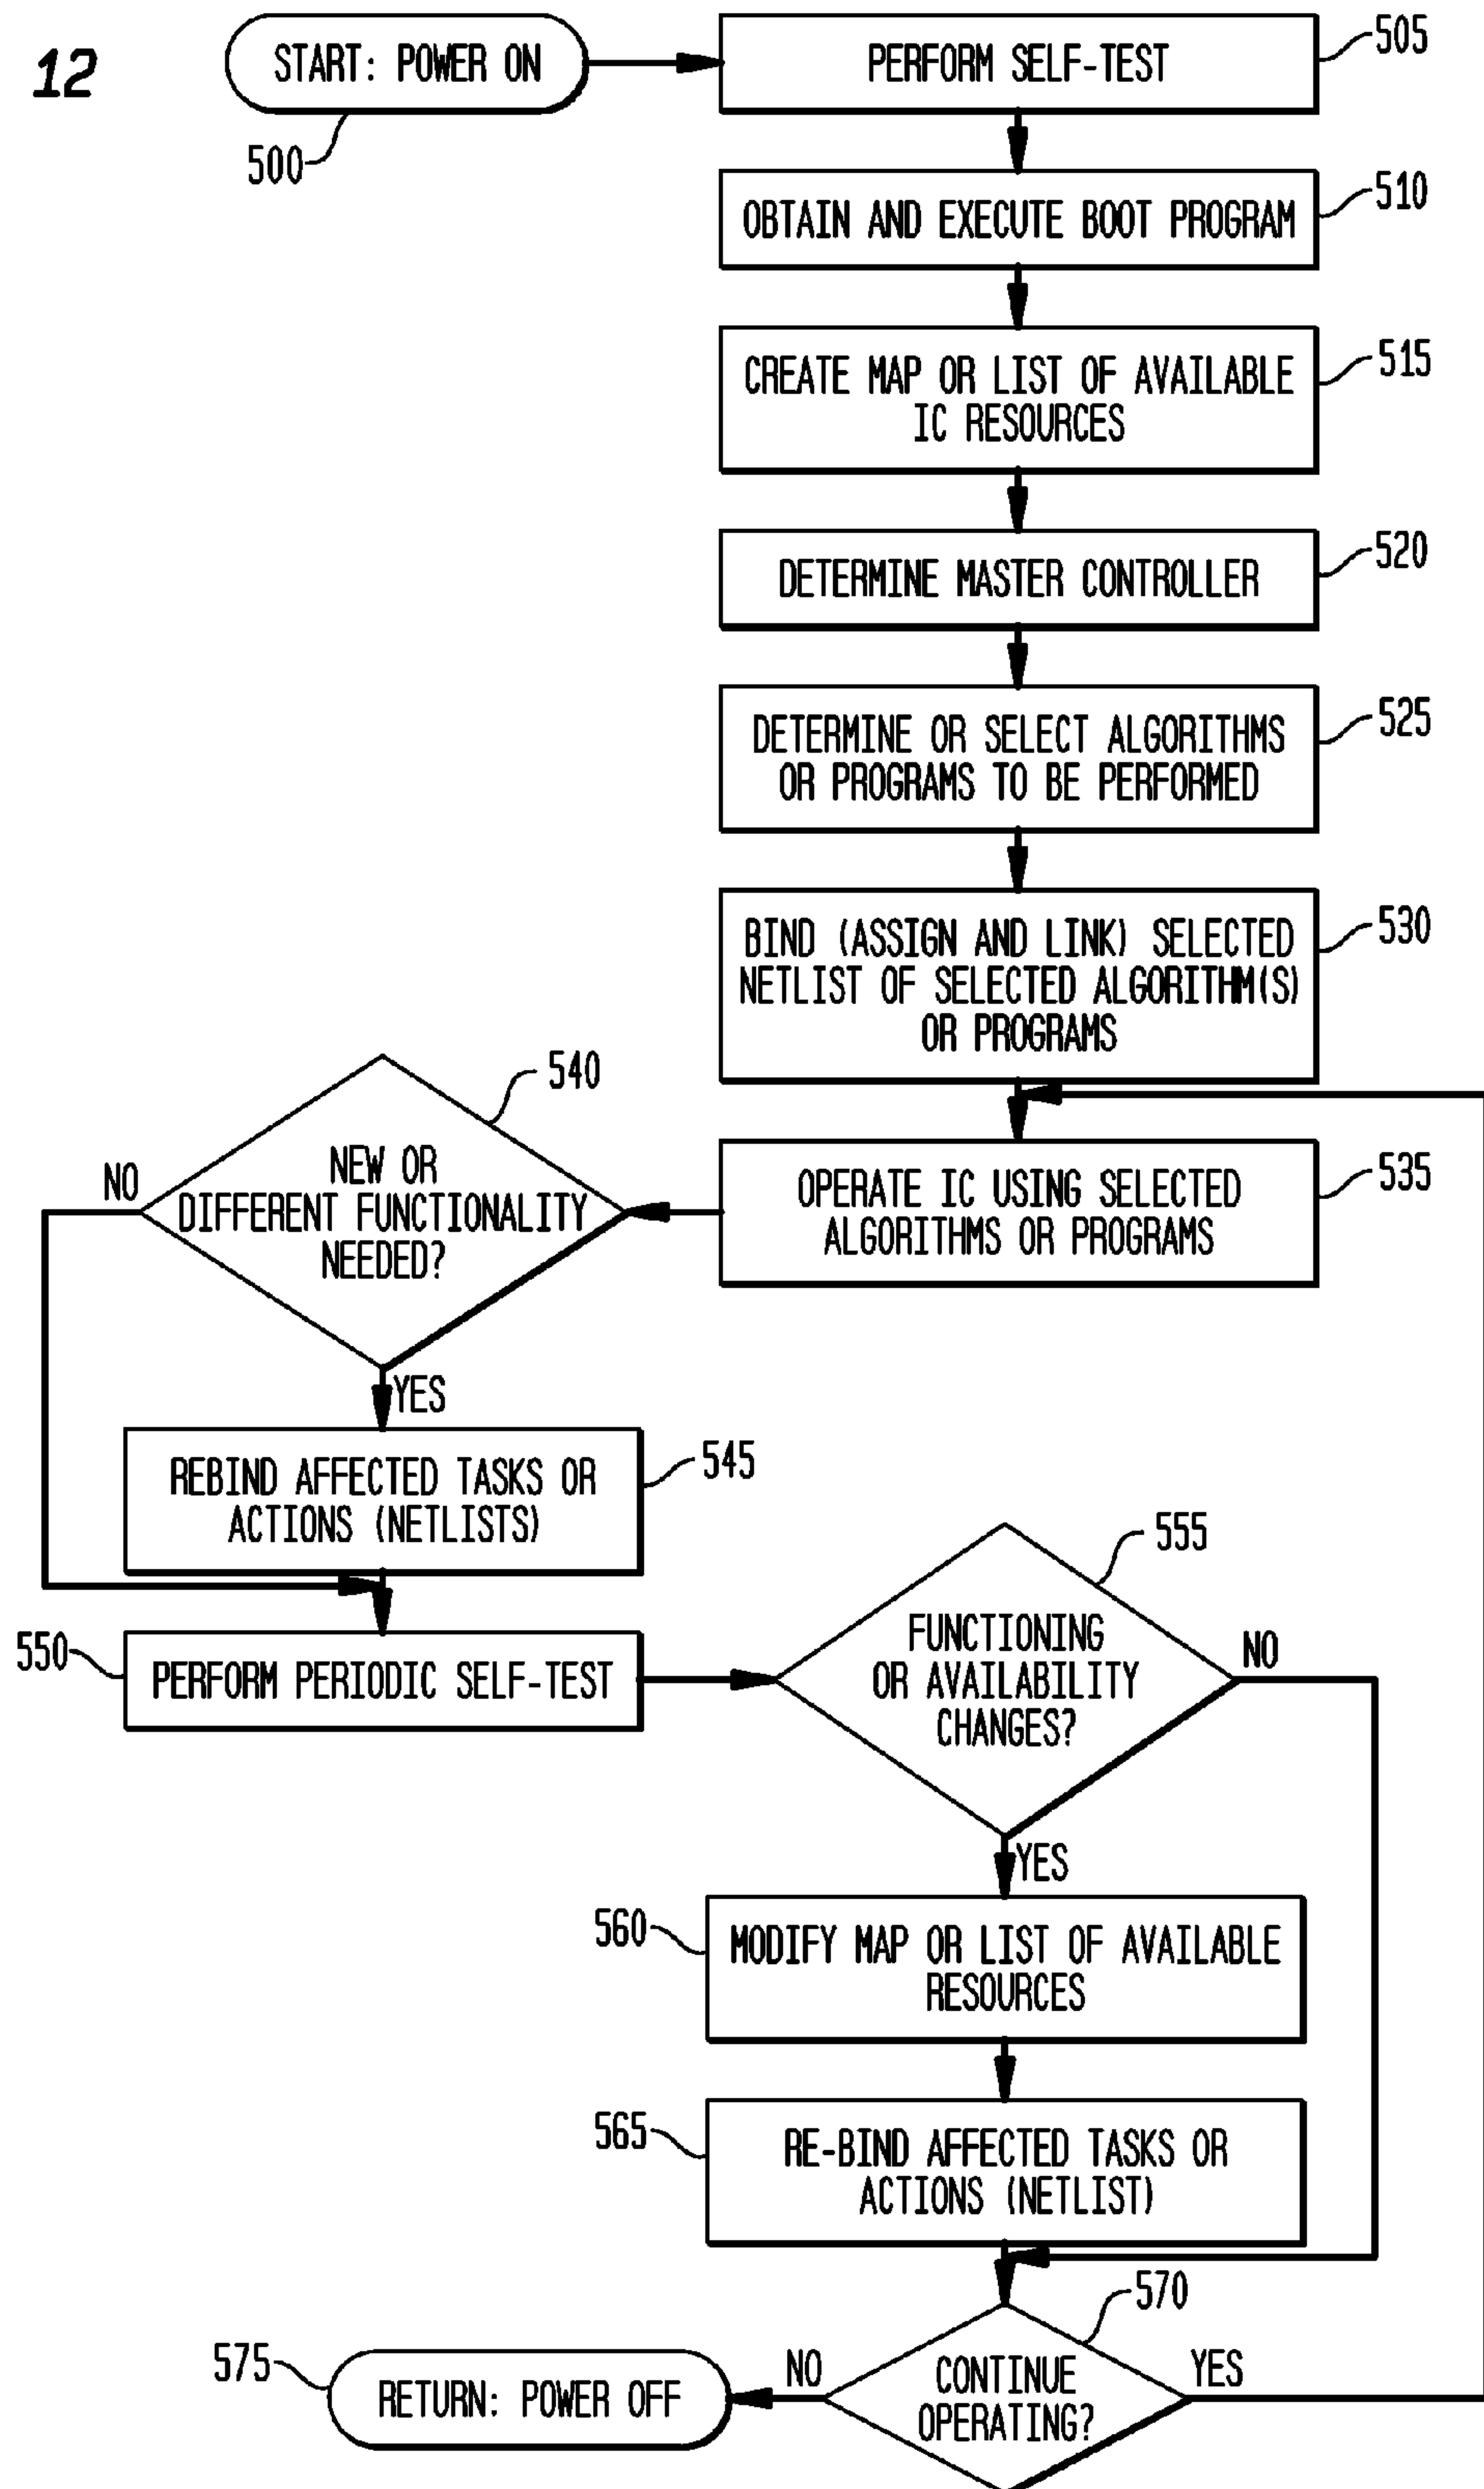 12
START: POWER ON
500
PERFORM SELF-TEST
505
OBTAIN AND EXECUTE BOOT PROGRAM
510
CREATE MAP OR LIST OF AVAILABLE
IC RESOURCES
515
DETERMINE MASTER CONTROLLER
520
DETERMINE OR SELECT ALGORITHMS
OR PROGRAMS TO BE PERFORMED
525
BIND (ASSIGN AND LINK) SELECTED
NETLIST OF SELECTED ALGORITHM(S)
OR PROGRAMS
530
OPERATE IC USING SELECTED
ALGORITHMS OR PROGRAMS
535
540
NEW OR
DIFFERENT FUNCTIONALITY
NEEDED?
NO
YES
REBIND AFFECTED TASKS OR
ACTIONS (NETLISTS)
545
550
PERFORM PERIODIC SELF-TEST
555
FUNCTIONING
OR AVAILABILITY
CHANGES?
NO
YES
560
MODIFY MAP OR LIST OF AVAILABLE
RESOURCES
565
RE-BIND AFFECTED TASKS OR
ACTIONS (NETLIST)
570
CONTINUE
OPERATING?
NO
YES
575
RETURN: POWER OFF